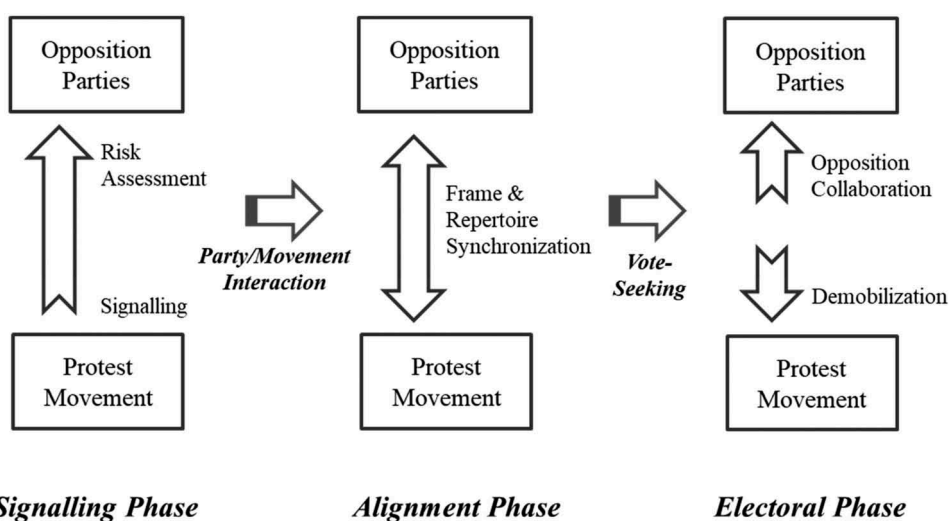 Opposition
Parties
Risk
Assessment
Signalling
Protest
Movement
Signalling Phase
Party/Movement
Interaction
Opposition
Parties
Frame &
Repertoire
Synchronization
Protest
Movement
Alignment Phase
Vote-
Seeking
Opposition
Parties
Opposition
Collaboration
Demobilization
Protest
Movement
Electoral Phase